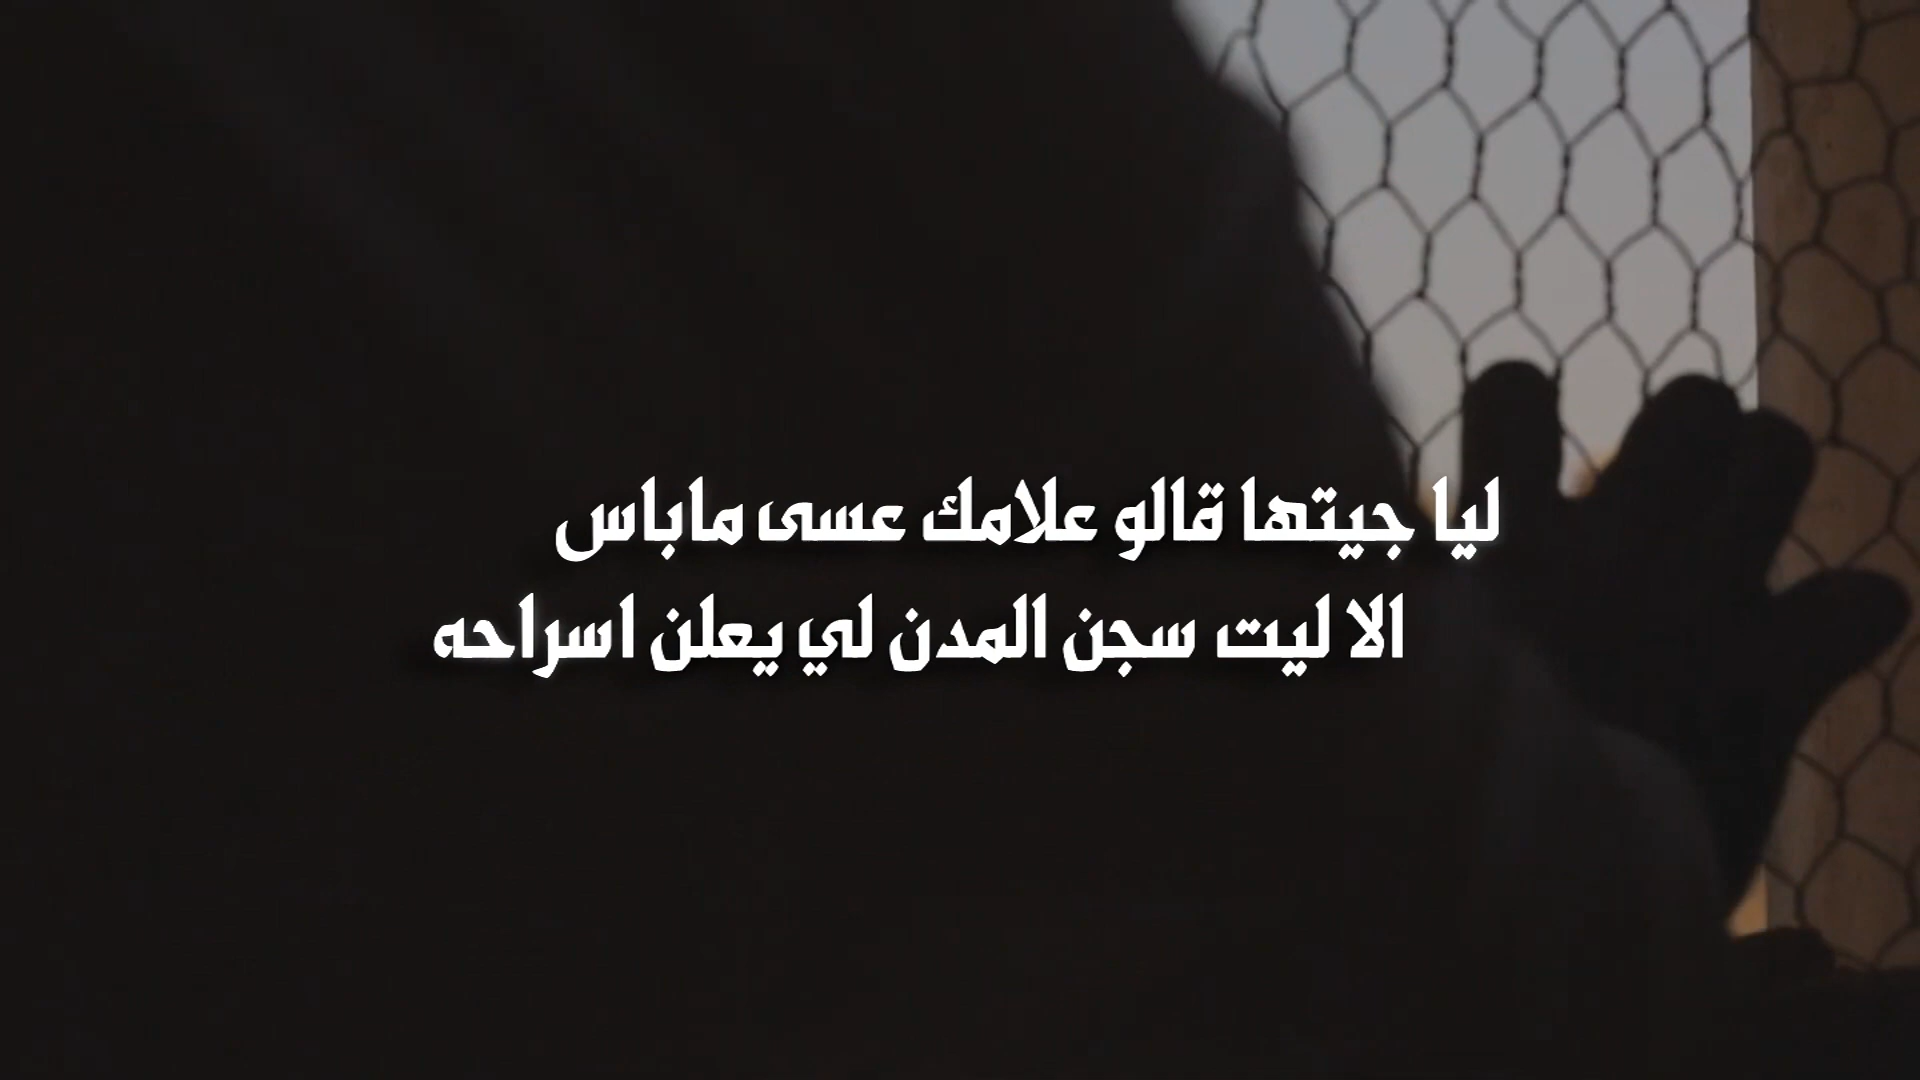 ليا جيتها قالو علامك عسى ماباس
الا ليت سجن المدن لي يعلن اسراحه